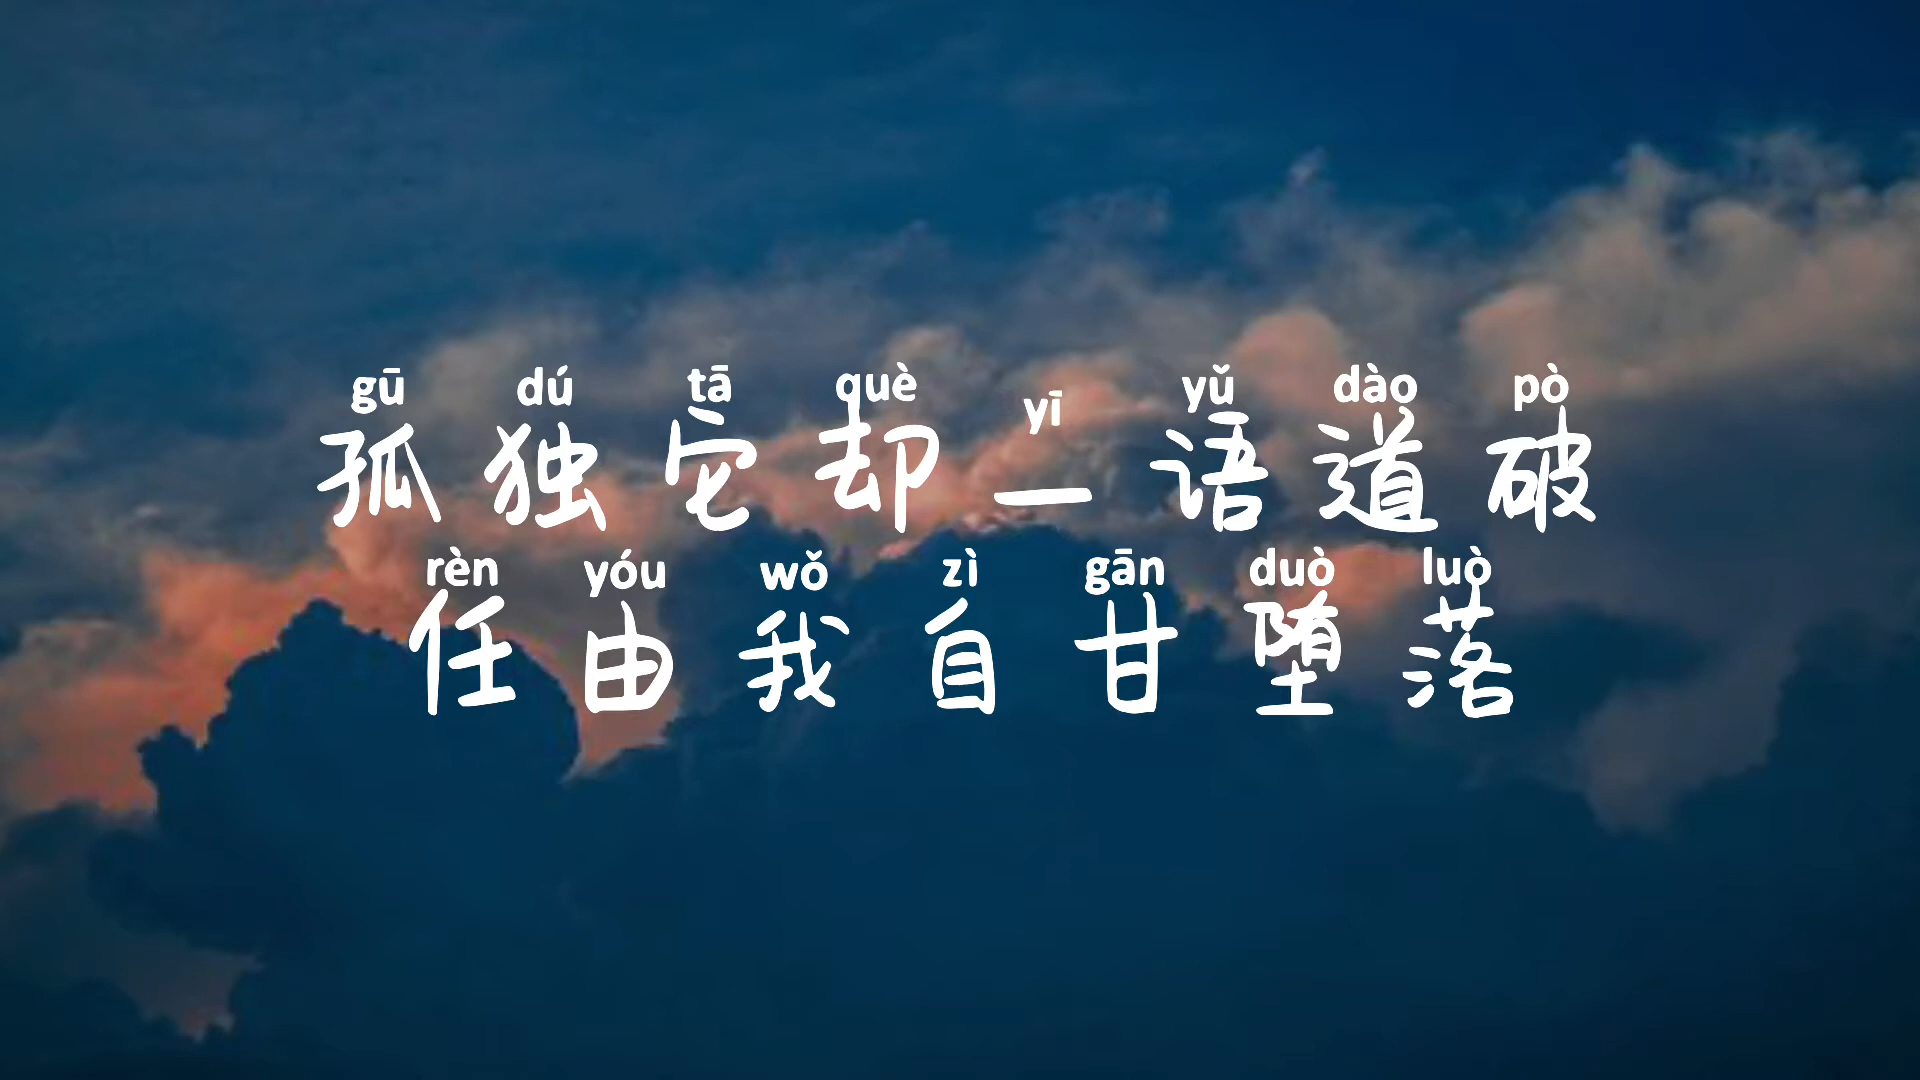 gū dú tā què yī yǔ dào pò
孤独它却一语道破
rèn yóu wǒ zì gān duò luò
任由我自甘堕落